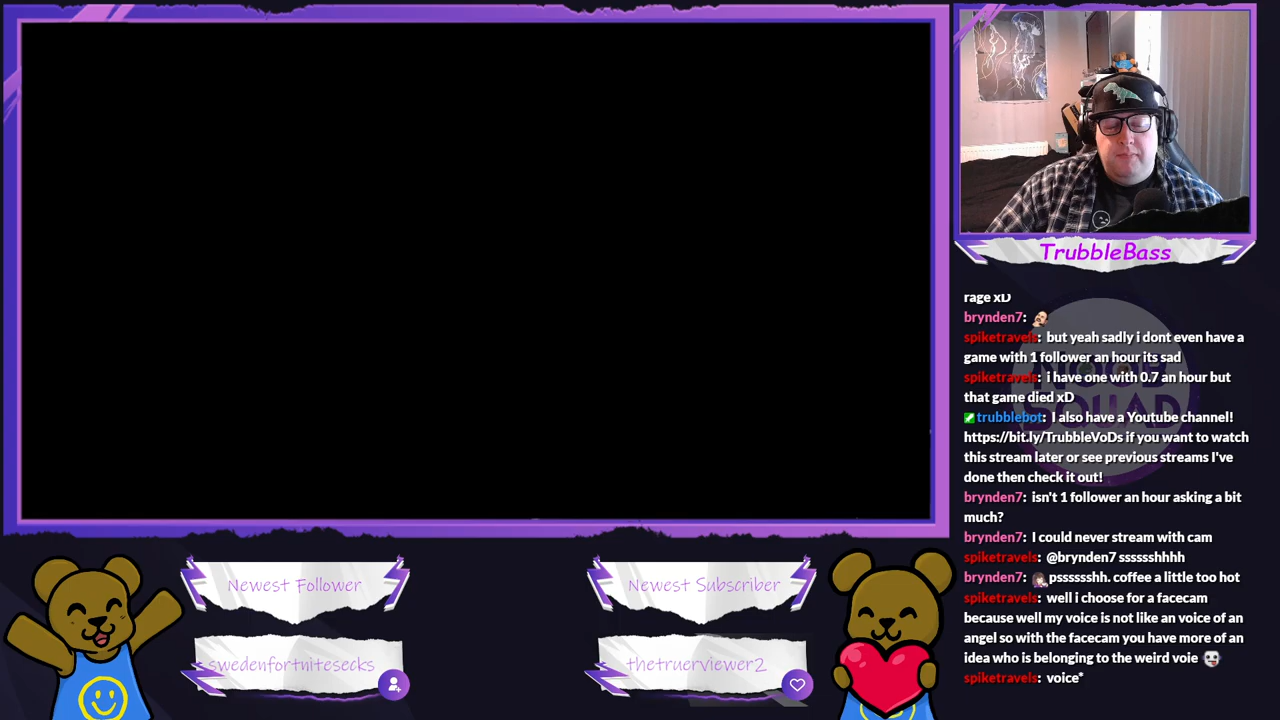 TrubbleBass
rage xD
brynden7:
spiketravels: but yeah sadly i dont even have a
game with 1 follower an hour its sad
spiketravels: i have one with 0.7 an hour but
that game died xD
trubblebot: I also have a Youtube channel!
https://bit.ly/TrubbleVoDs if you want to watch
this stream later or see previous streams I've
done then check it out!
brynden7: isn't 1 follower an hour asking a bit
much?
brynden7: I could never stream with cam
spiketravels: @brynden7 sssssshhhh
brynden7: psssssshh. coffee a little too hot
spiketravels: well i choose for a facecam
because well my voice is not like an voice of an
angel so with the facecam you have more of an
idea who is belonging to the weird voie
spiketravels: voice*
NOOB
SQUAD
Newest Follower
swedenfortnitesecks
Newest Subscriber
thetruerviewer2